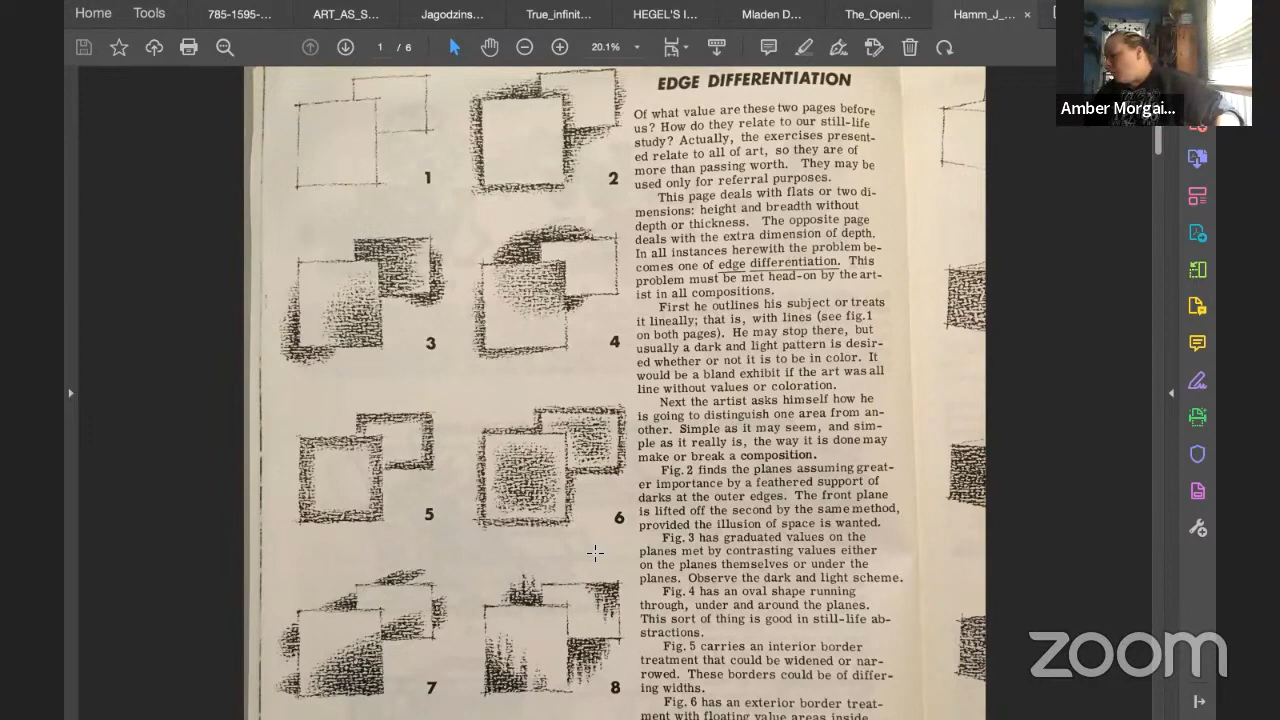 Home
Tools
785-1595-...
ART_AS_S...
Jagodzins...
True_infinit...
HEGEL'S I...
Mladen D...
The_Openi...
Hamm_J_... ×
1 / 6
20.1%
Amber Morgai...
1
2
3
4
5
6
7
8
EDGE DIFFERENTIATION
Of what value are these two pages before
us? How do they relate to our still-life
study? Actually, the exercises present-
ed relate to all of art, so they are of
more than passing worth. They may be
used only for referral purposes.
This page deals with flats or two di-
mensions: height and breadth without
depth or thickness. The opposite page
deals with the extra dimension of depth.
In all instances herewith the problem be-
comes one of edge differentiation. This
problem must be met head-on by the art-
ist in all compositions.
First he outlines his subject or treats
it lineally; that is, with lines (see fig.1
on both pages). He may stop there, but
usually a dark and light pattern is desir-
ed whether or not it is to be in color. It
would be a bland exhibit if the art was all
line without values or coloration.
Next the artist asks himself how he
is going to distinguish one area from an-
other. Simple as it may seem, and sim-
ple as it really is, the way it is done may
make or break a composition.
Fig. 2 finds the planes assuming great-
er importance by a feathered support of
darks at the outer edges. The front plane
is lifted off the second by the same method,
provided the illusion of space is wanted.
Fig. 3 has graduated values on the
planes met by contrasting values either
on the planes themselves or under the
planes. Observe the dark and light scheme.
Fig. 4 has an oval shape running
through, under and around the planes.
This sort of thing is good in still-life ab-
stractions.
Fig. 5 carries an interior border
treatment that could be widened or nar-
rowed. These borders could be of differ-
ing widths.
Fig. 6 has an exterior border treat-
ment with floating value areas inside
zoom